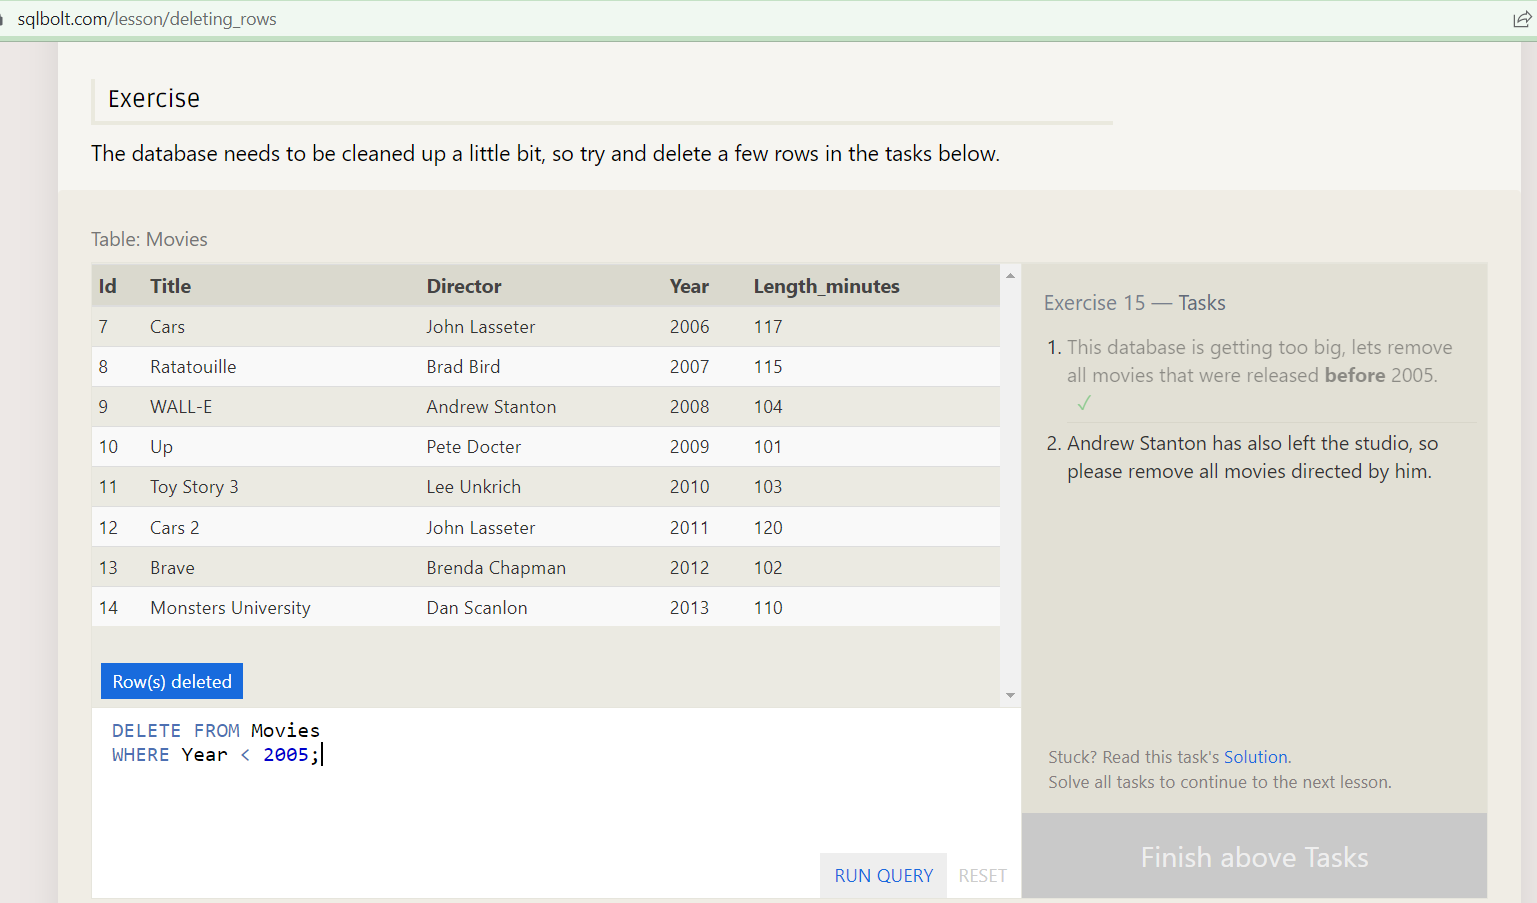 sqlbolt.com/lesson/deleting_rows
Exercise
The database needs to be cleaned up a little bit, so try and delete a few rows in the tasks below.
Table: Movies
Id Title Director Year Length_minutes
7 Cars John Lasseter 2006 117
8 Ratatouille Brad Bird 2007 115
9 WALL-E Andrew Stanton 2008 104
10 Up Pete Docter 2009 101
11 Toy Story 3 Lee Unkrich 2010 103
12 Cars 2 John Lasseter 2011 120
13 Brave Brenda Chapman 2012 102
14 Monsters University Dan Scanlon 2013 110
Row(s) deleted
DELETE FROM Movies
WHERE Year < 2005;
RUN QUERY RESET
Exercise 15 — Tasks
1. This database is getting too big, lets remove
all movies that were released before 2005.
✓
2. Andrew Stanton has also left the studio, so
please remove all movies directed by him.
Stuck? Read this task's Solution.
Solve all tasks to continue to the next lesson.
Finish above Tasks